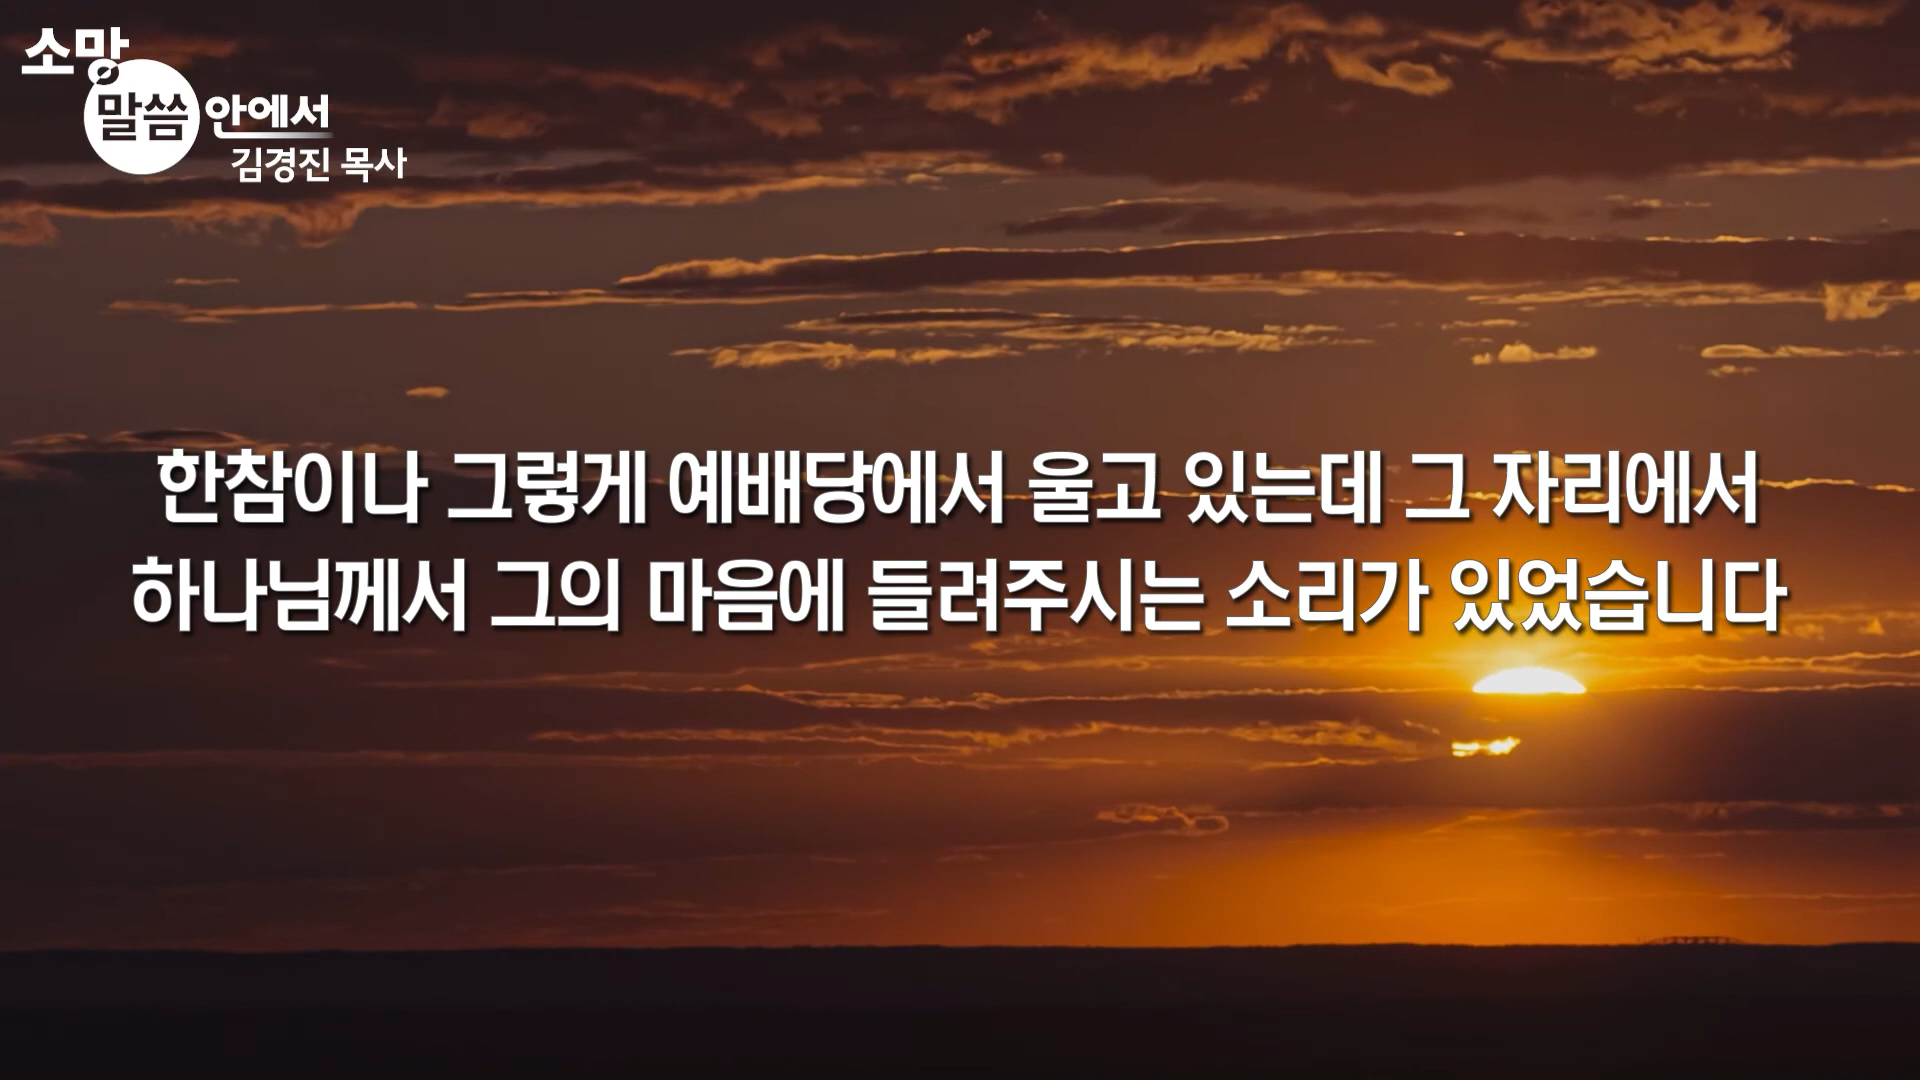 소망
말씀 안에서
김경진 목사
한참이나 그렇게 예배당에서 울고 있는데 그 자리에서
하나님께서 그의 마음에 들려주시는 소리가 있었습니다